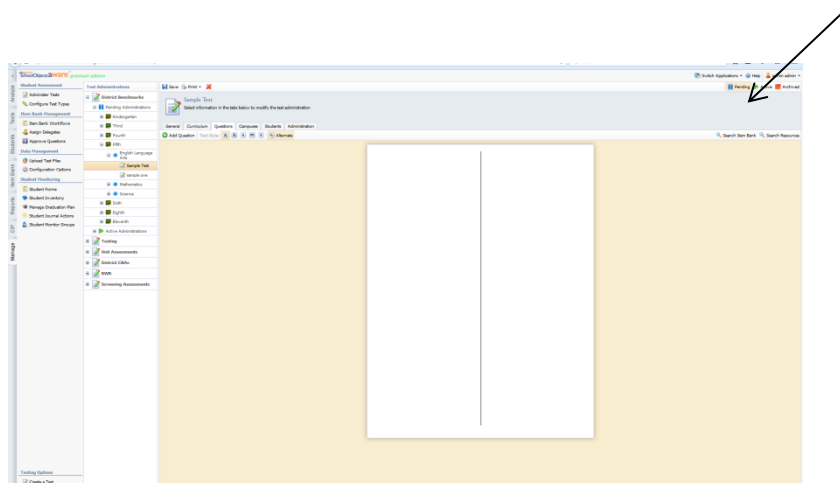 premium edition
Switch Applications Help admin admin
Student Assessment
Administer Tests
Configure Test Types
Item Bank Management
Item Bank Workflows
Assign Delegates
Approve Questions
Data Management
Upload Test Files
Configuration Options
Student Monitoring
Student Forms
Student Inventory
Manage Graduation Plan
Student Journal Actions
Student Monitor Groups
Testing Options
Create a Test
Analyze
Tests
Students
Item Bank
Reports
CIP
Manage
Test Administrations
District Benchmarks
Pending Administrations
Kindergarten
Third
Fourth
Fifth
English Language
Arts
Sample Test
sample one
Mathematics
Science
Sixth
Eighth
Eleventh
Active Administrations
Testing
Unit Assessments
District CBAs
Screening Assessments
Save Print
Pending Active Archived
Sample Test
Select information in the tabs below to modify the test administration
General Curriculum Questions Campuses Students Administration
Add Question Test Style: A A Alternate
Search Item Bank Search Resources